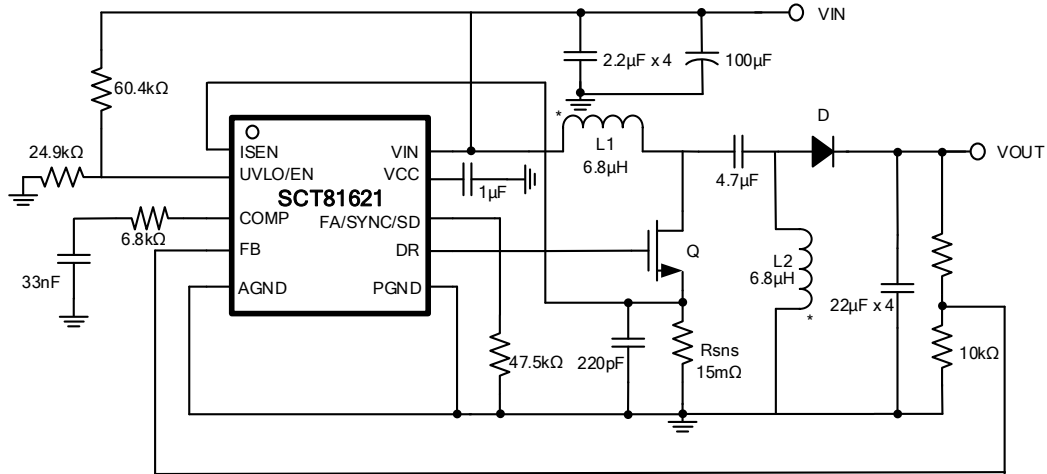 VIN
2.2µF x 4
100µF
60.4kΩ
*
L1
6.8µH
D
24.9kΩ
ISEN
VIN
UVLO/EN
VCC
1µF
4.7µF
VOUT
SCT81621
COMP
FA/SYNC/SD
6.8kΩ
FB
DR
Q
L2
6.8µH
33nF
AGND
PGND
22µF x 4
*
47.5kΩ
220pF
Rsns
15mΩ
10kΩ